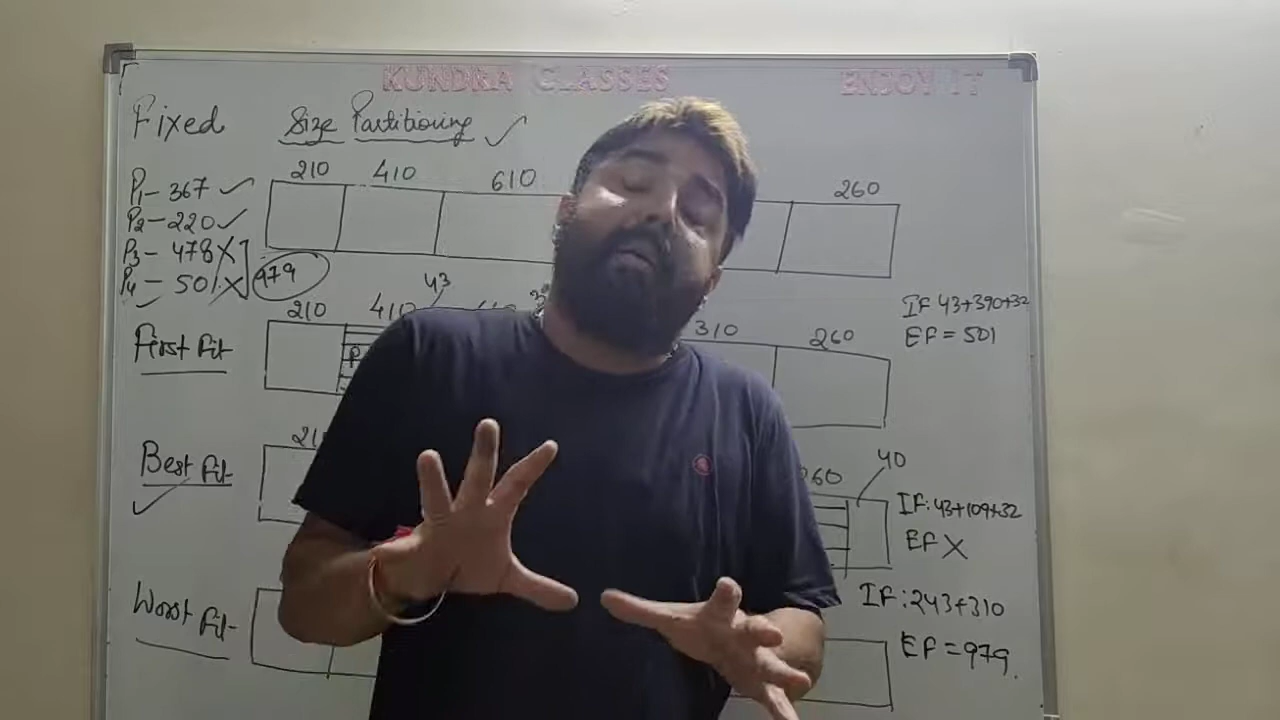 KUNDRA CLASSES ENJOY IT
Fixed Size Partitioning
210 410 610 260
P1 - 367
P2 - 220
P3 - 478 X
P4 - 501 X
979
43
210 410 310 260
First Fit
IF 43+390+32
EF = 501
Best Fit
260 40
IF: 43+109+32
EF X
Worst Fit
IF: 243+310
EF = 979.